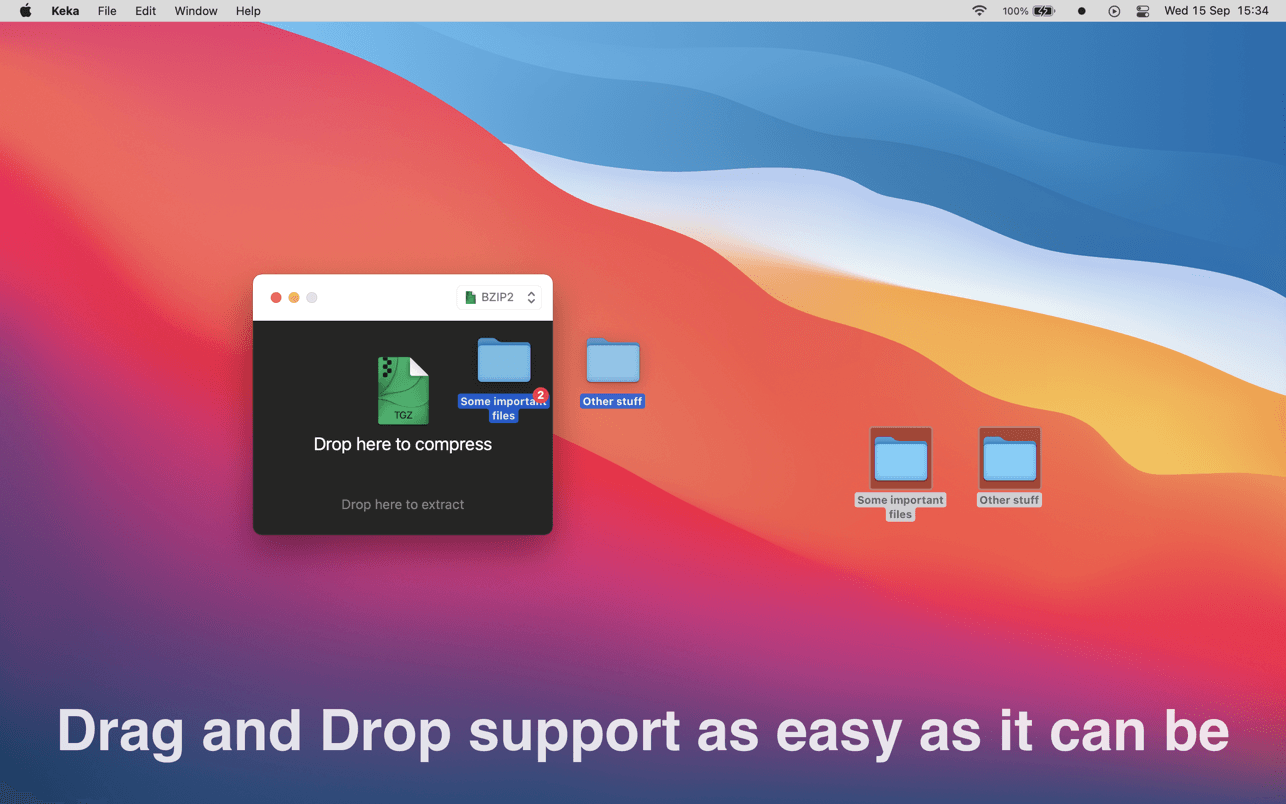 Keka File Edit Window Help 100% Wed 15 Sep 15:34
BZIP2
TGZ
Some important
2
files
Other stuff
Drop here to compress
Drop here to extract
Some important
files
Other stuff
Drag and Drop support as easy as it can be